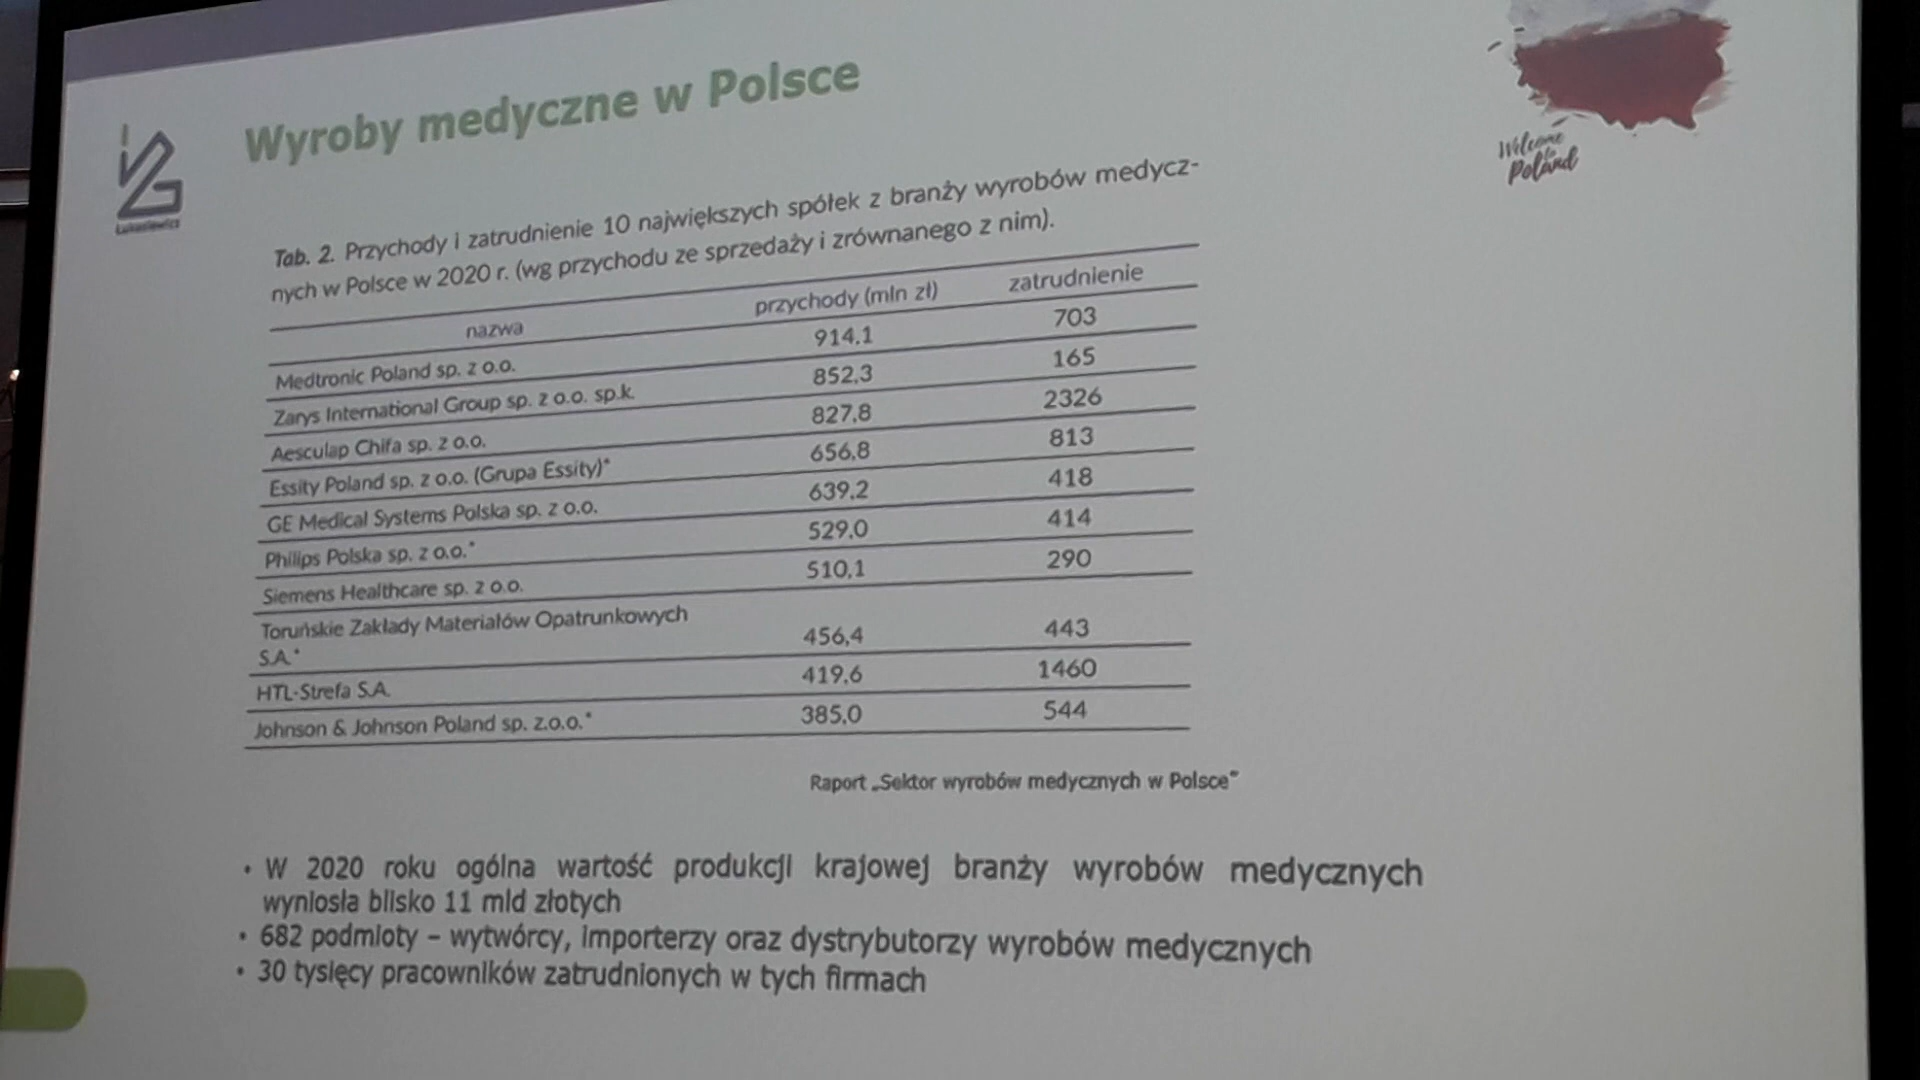 Wyroby medyczne w Polsce
Łukasiewicz
Welcome
to
Poland
Tab. 2. Przychody i zatrudnienie 10 największych spółek z branży wyrobów medycz-
nych w Polsce w 2020 r. (wg przychodu ze sprzedaży i zrównanego z nim).
nazwa przychody (mln zł) zatrudnienie
Medtronic Poland sp. z o.o. 914,1 703
Zarys International Group sp. z o.o. sp.k. 852,3 165
Aesculap Chifa sp. z o.o. 827,8 2326
Essity Poland sp. z o.o. (Grupa Essity)* 656,8 813
GE Medical Systems Polska sp. z o.o. 639,2 418
Philips Polska sp. z o.o.* 529,0 414
Siemens Healthcare sp. z o.o. 510,1 290
Toruńskie Zakłady Materiałów Opatrunkowych
S.A.* 456,4 443
HTL-Strefa S.A. 419,6 1460
Johnson & Johnson Poland sp. z.o.o.* 385,0 544
Raport „Sektor wyrobów medycznych w Polsce"
• W 2020 roku ogólna wartość produkcji krajowej branży wyrobów medycznych
wyniosła blisko 11 mld złotych
• 682 podmioty – wytwórcy, importerzy oraz dystrybutorzy wyrobów medycznych
• 30 tysięcy pracowników zatrudnionych w tych firmach